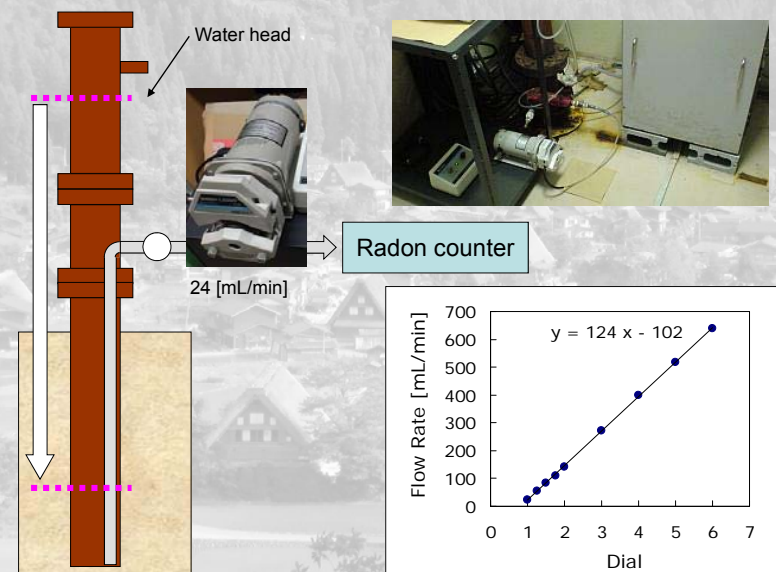 Water head
24 [mL/min]
Radon counter
y = 124 x - 102
Flow Rate [mL/min]
700
600
500
400
300
200
100
0
0 1 2 3 4 5 6 7
Dial